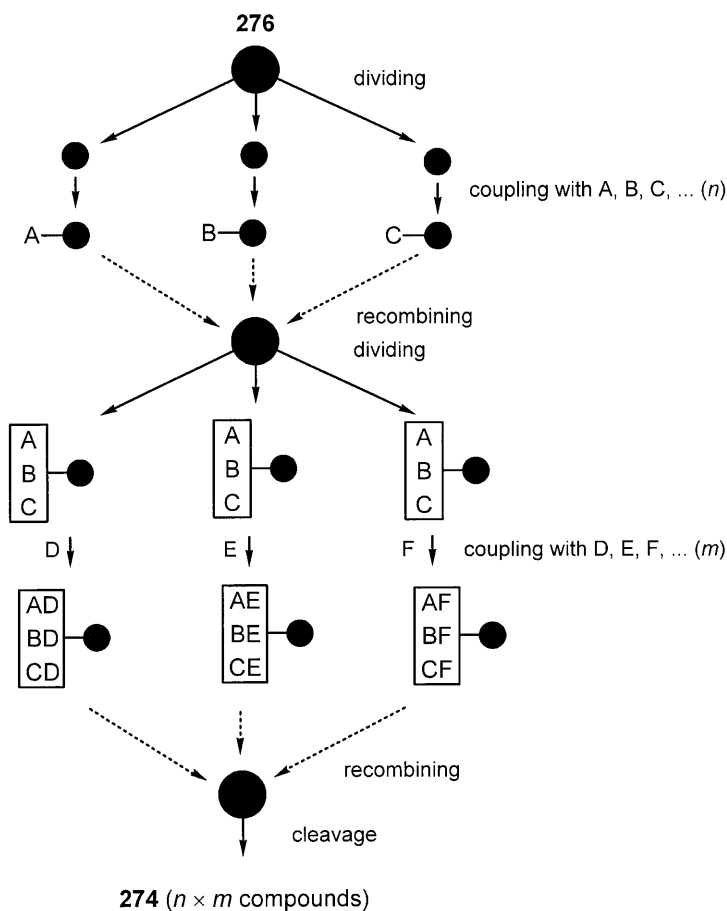 276
dividing
coupling with A, B, C, ... (n)
A
B
C
recombining
dividing
A
B
C
A
B
C
A
B
C
D
E
F
coupling with D, E, F, ... (m)
AD
BD
CD
AE
BE
CE
AF
BF
CF
recombining
cleavage
274 (n × m compounds)